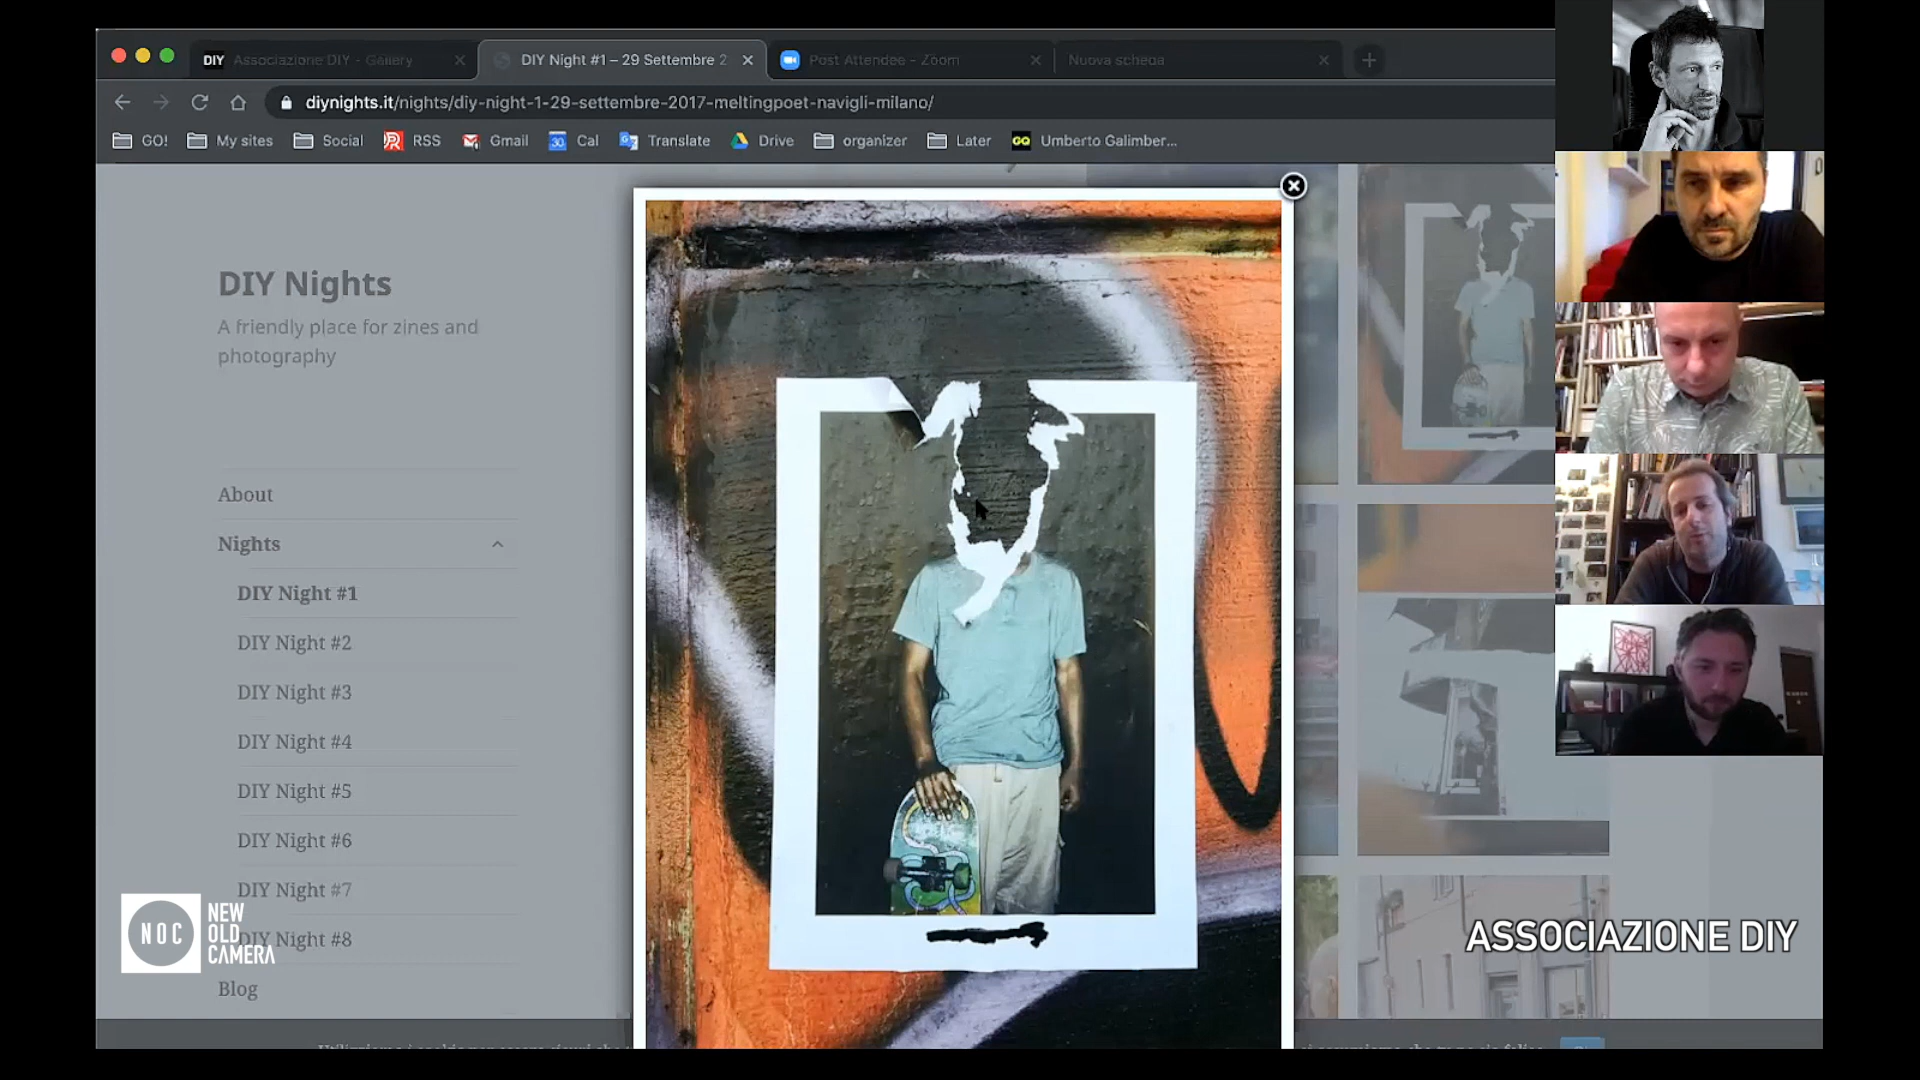 DIY Associazione DIY - Gallery
DIY Night #1 – 29 Settembre 2
Post Attendee - Zoom
Nuova scheda
diynights.it/nights/diy-night-1-29-settembre-2017-meltingpoet-navigli-milano/
GO!
My sites
Social
RSS
Gmail
30 Cal
Translate
Drive
organizer
Later
GQ Umberto Galimber...
DIY Nights
A friendly place for zines and
photography
About
Nights
DIY Night #1
DIY Night #2
DIY Night #3
DIY Night #4
DIY Night #5
DIY Night #6
DIY Night #7
DIY Night #8
Blog
NOC
NEW
OLD
CAMERA
ASSOCIAZIONE DIY